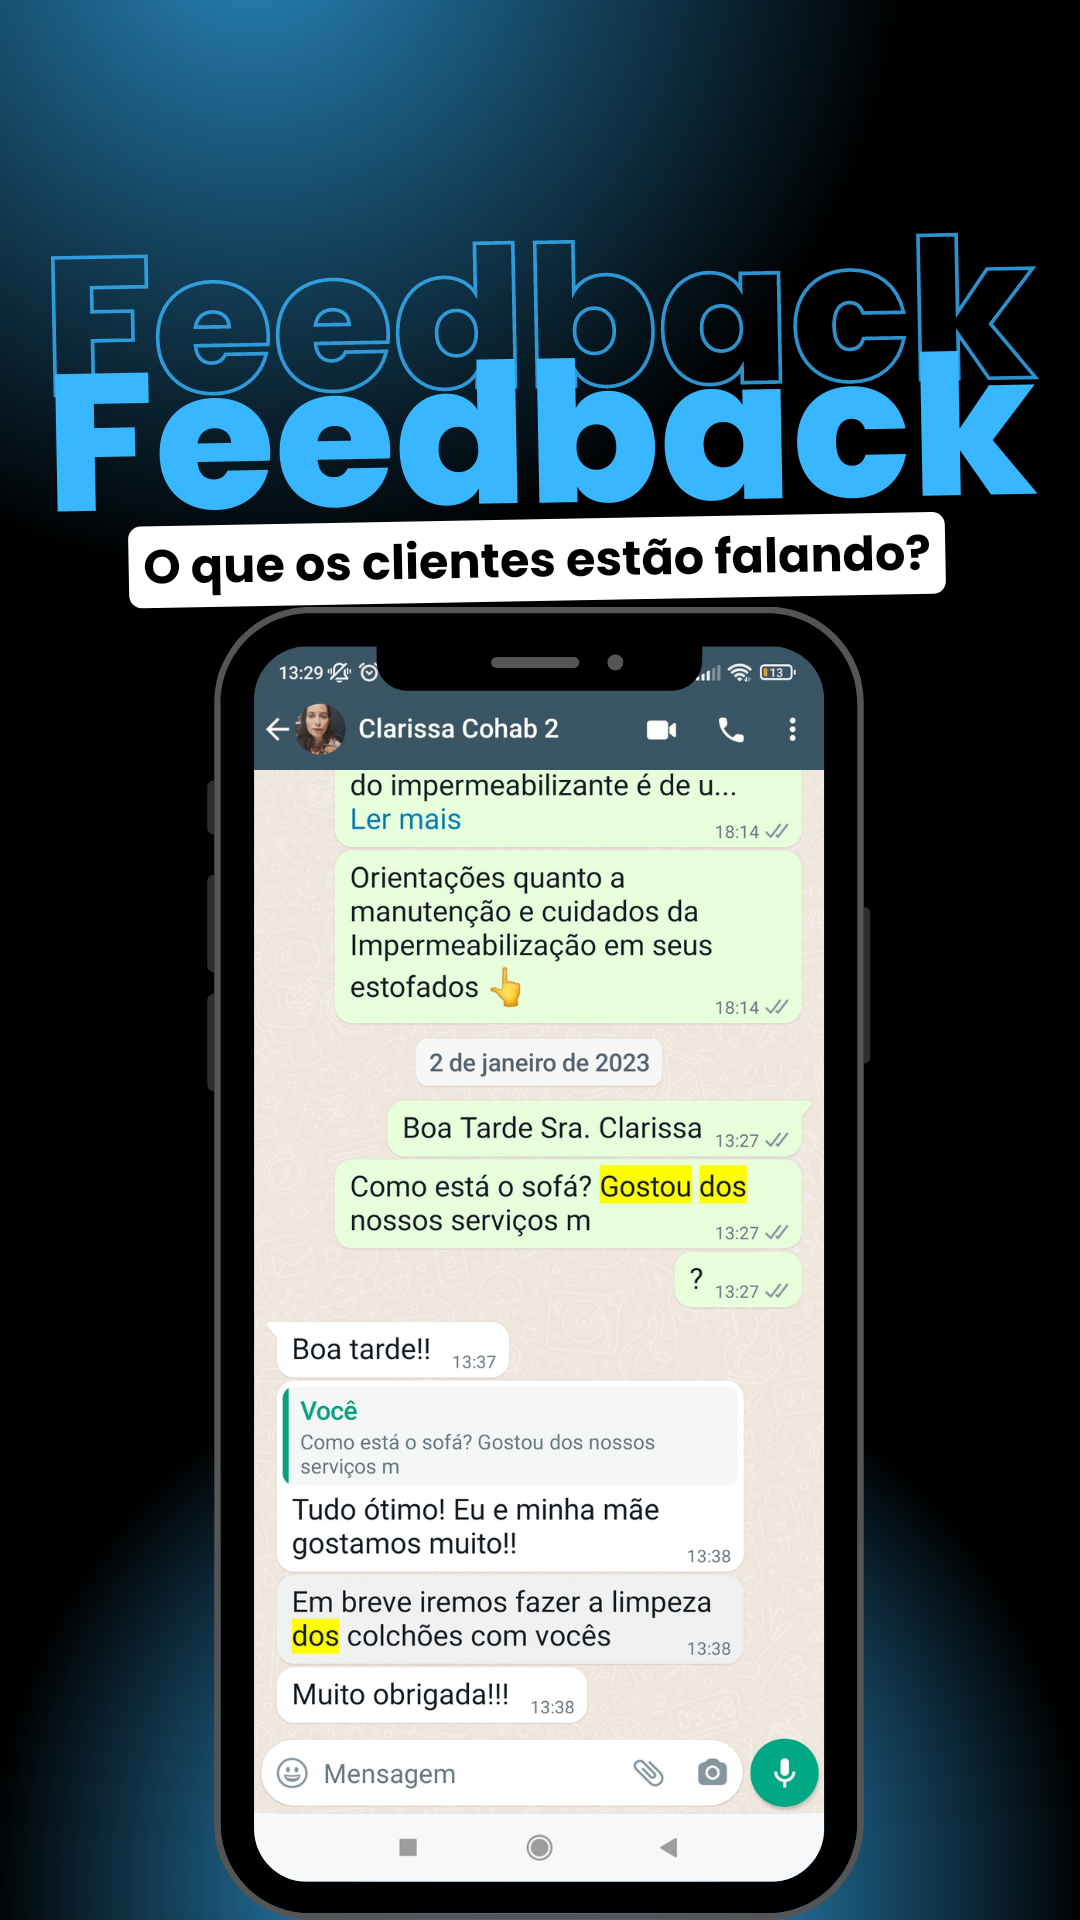 Feedback
Feedback
O que os clientes estão falando?
13:29
13
Clarissa Cohab 2
do impermeabilizante é de u...
Ler mais
18:14
Orientações quanto a
manutenção e cuidados da
Impermeabilização em seus
estofados 👆
18:14
2 de janeiro de 2023
Boa Tarde Sra. Clarissa
13:27
Como está o sofá? Gostou dos
nossos serviços m
13:27
?
13:27
Boa tarde!!
13:37
Você
Como está o sofá? Gostou dos nossos
serviços m
Tudo ótimo! Eu e minha mãe
gostamos muito!!
13:38
Em breve iremos fazer a limpeza
dos colchões com vocês
13:38
Muito obrigada!!!
13:38
Mensagem